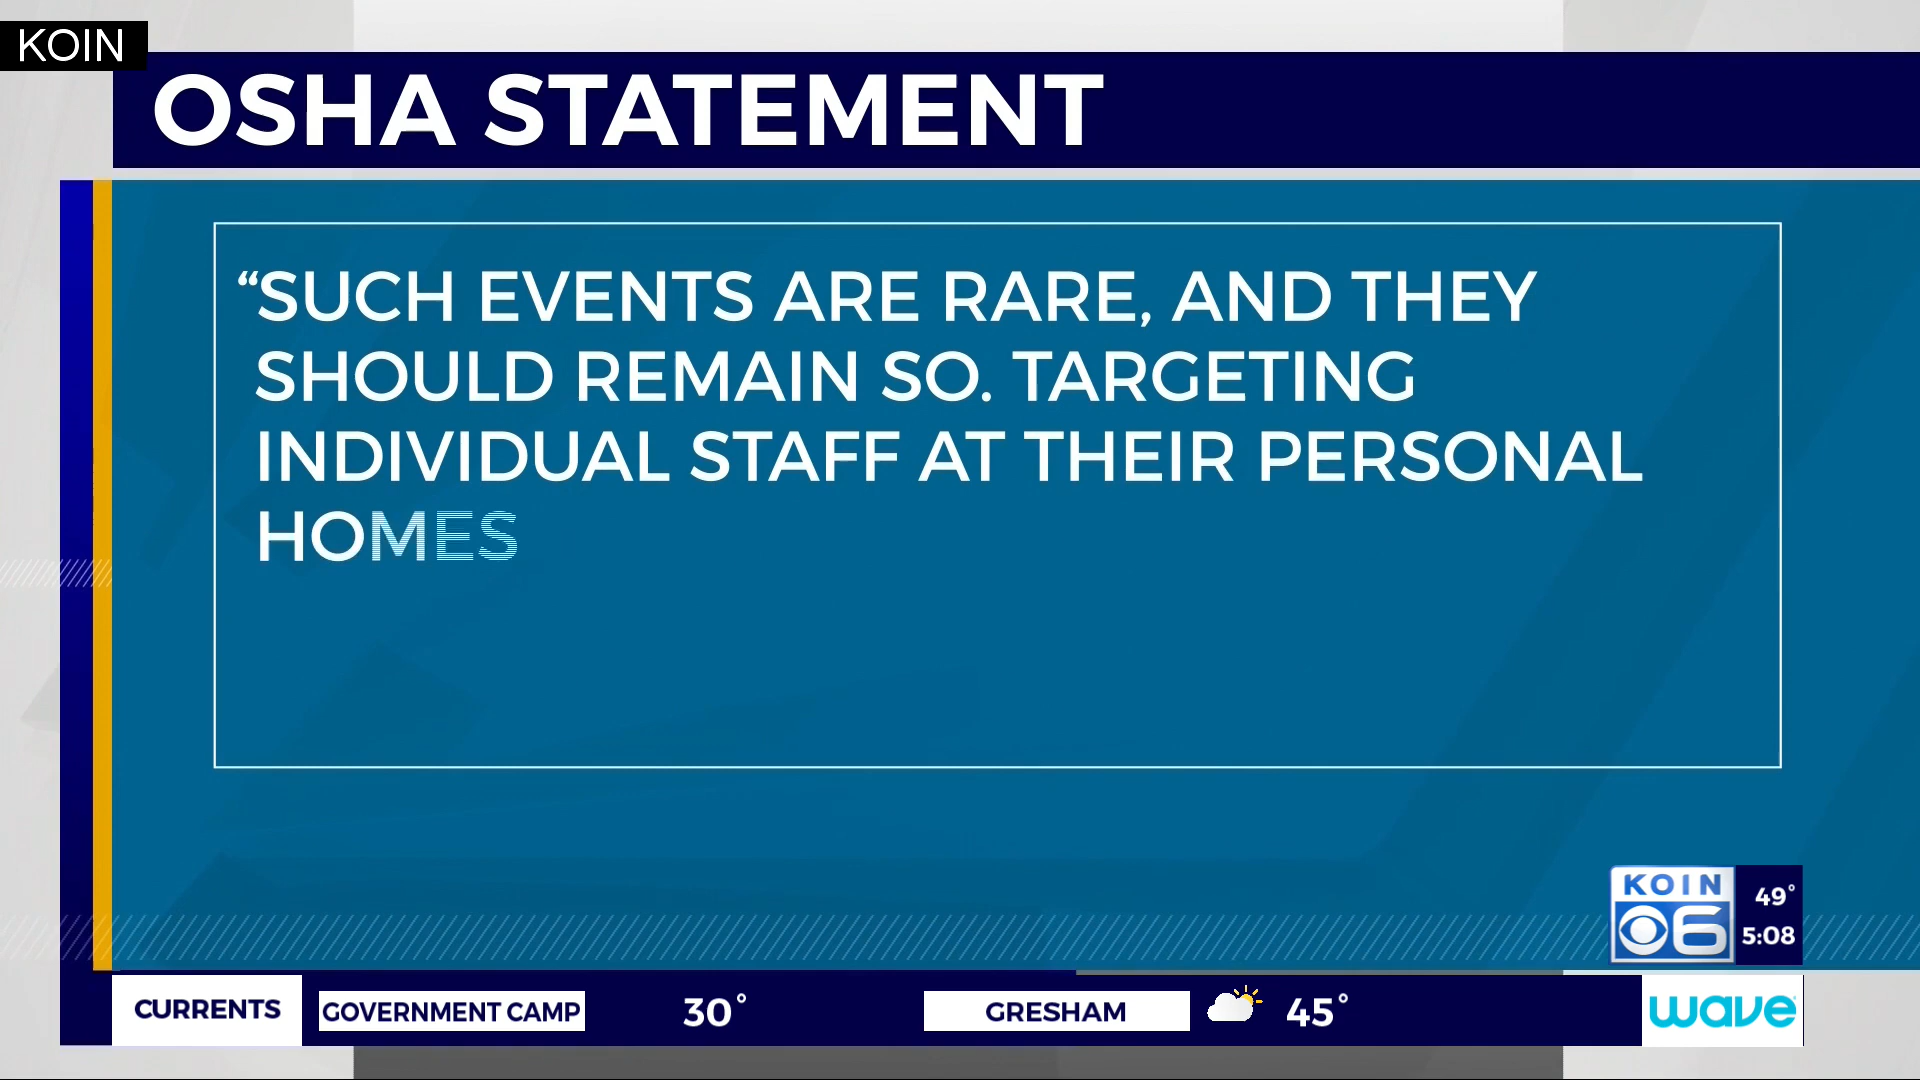 KOIN
OSHA STATEMENT
“SUCH EVENTS ARE RARE, AND THEY
SHOULD REMAIN SO. TARGETING
INDIVIDUAL STAFF AT THEIR PERSONAL
HOMES
KOIN
6
49°
5:08
CURRENTS
GOVERNMENT CAMP
30°
GRESHAM
45°
wave